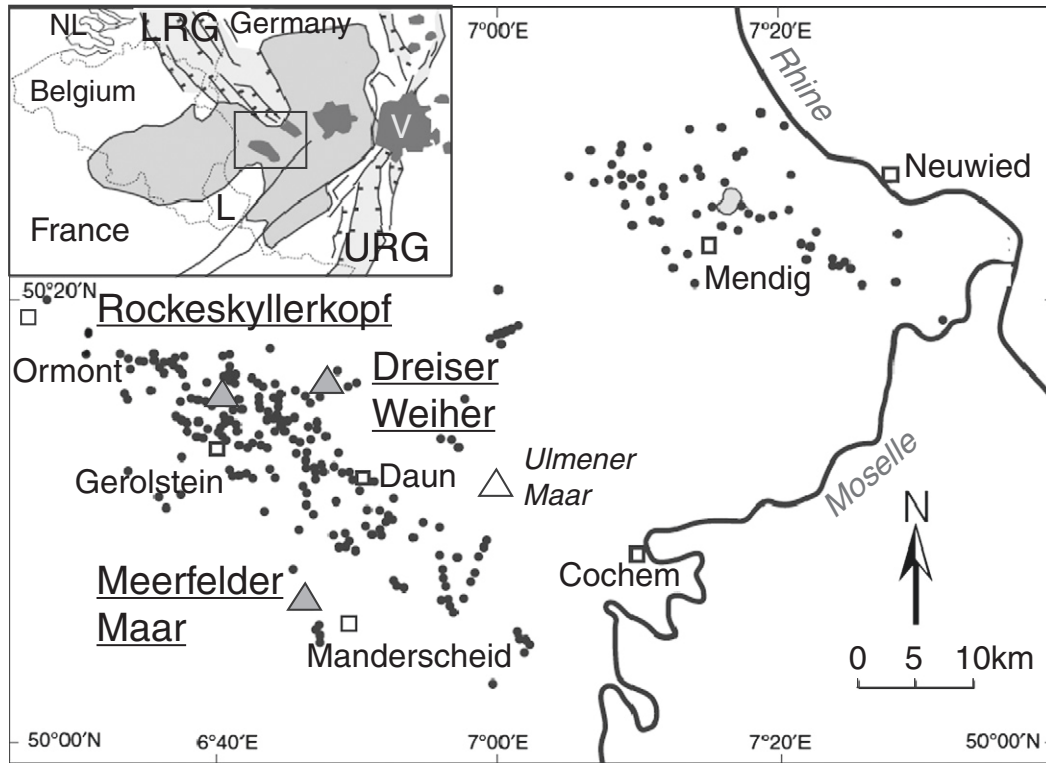 NL
LRG
Germany
Belgium
V
L
France
URG
7°00′E
7°20′E
Rhine
Neuwied
Mendig
50°20′N
50°20′N
Rockeskyllerkopf
Ormont
Dreiser
Weiher
Gerolstein
Daun
Ulmener
Maar
Moselle
N
Cochem
Meerfelder
Maar
Manderscheid
0 5 10km
50°00′N
6°40′E
7°00′E
7°20′E
50°00′N